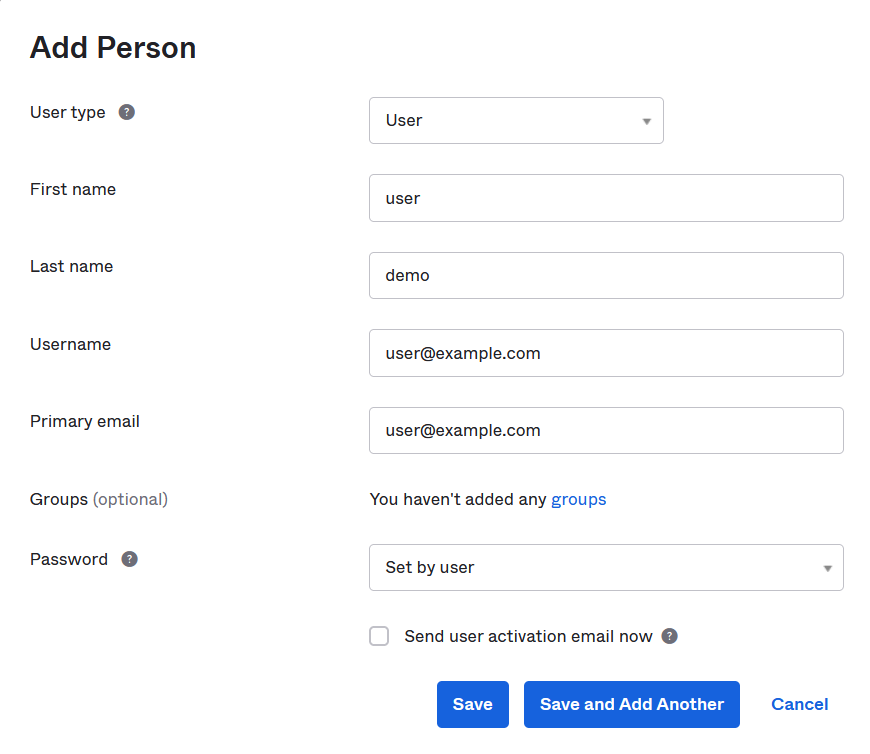 Add Person
User type ?
User
First name
user
Last name
demo
Username
user@example.com
Primary email
user@example.com
Groups (optional)
You haven't added any groups
Password ?
Set by user
Send user activation email now ?
Save
Save and Add Another
Cancel